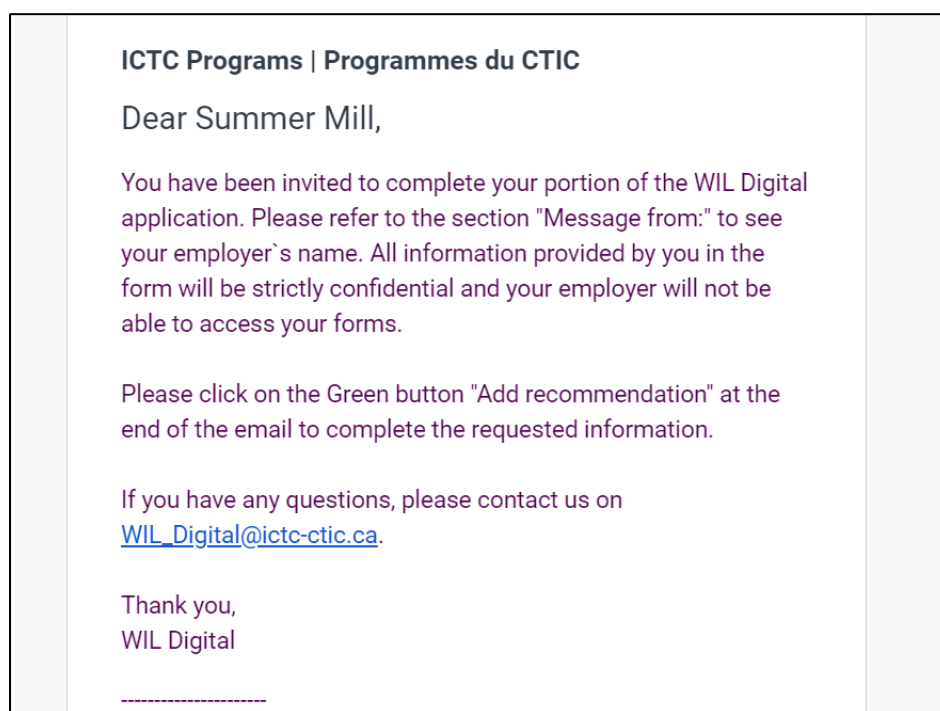 ICTC Programs | Programmes du CTIC
Dear Summer Mill,
You have been invited to complete your portion of the WIL Digital
application. Please refer to the section "Message from:" to see
your employer`s name. All information provided by you in the
form will be strictly confidential and your employer will not be
able to access your forms.
Please click on the Green button "Add recommendation" at the
end of the email to complete the requested information.
If you have any questions, please contact us on
WIL_Digital@ictc-ctic.ca.
Thank you,
WIL Digital
----------------------